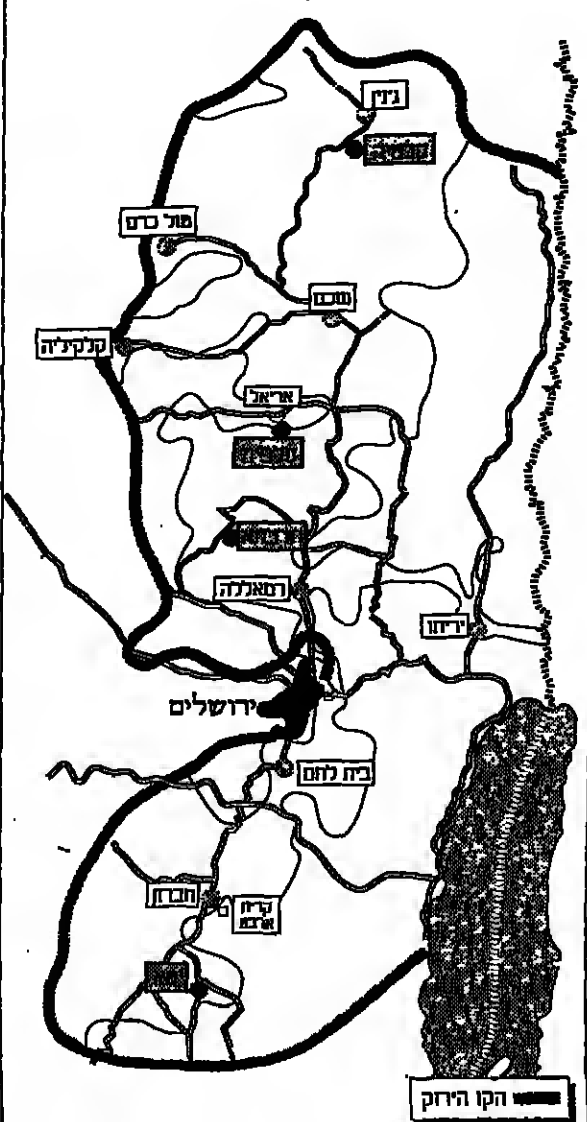 ג'נין
טול כרם
שכם
קלקיליה
אריאל
רמאללה
יריחו
ירושלים
בית לחם
חברון
קרית
ארבע
הקו הירוק